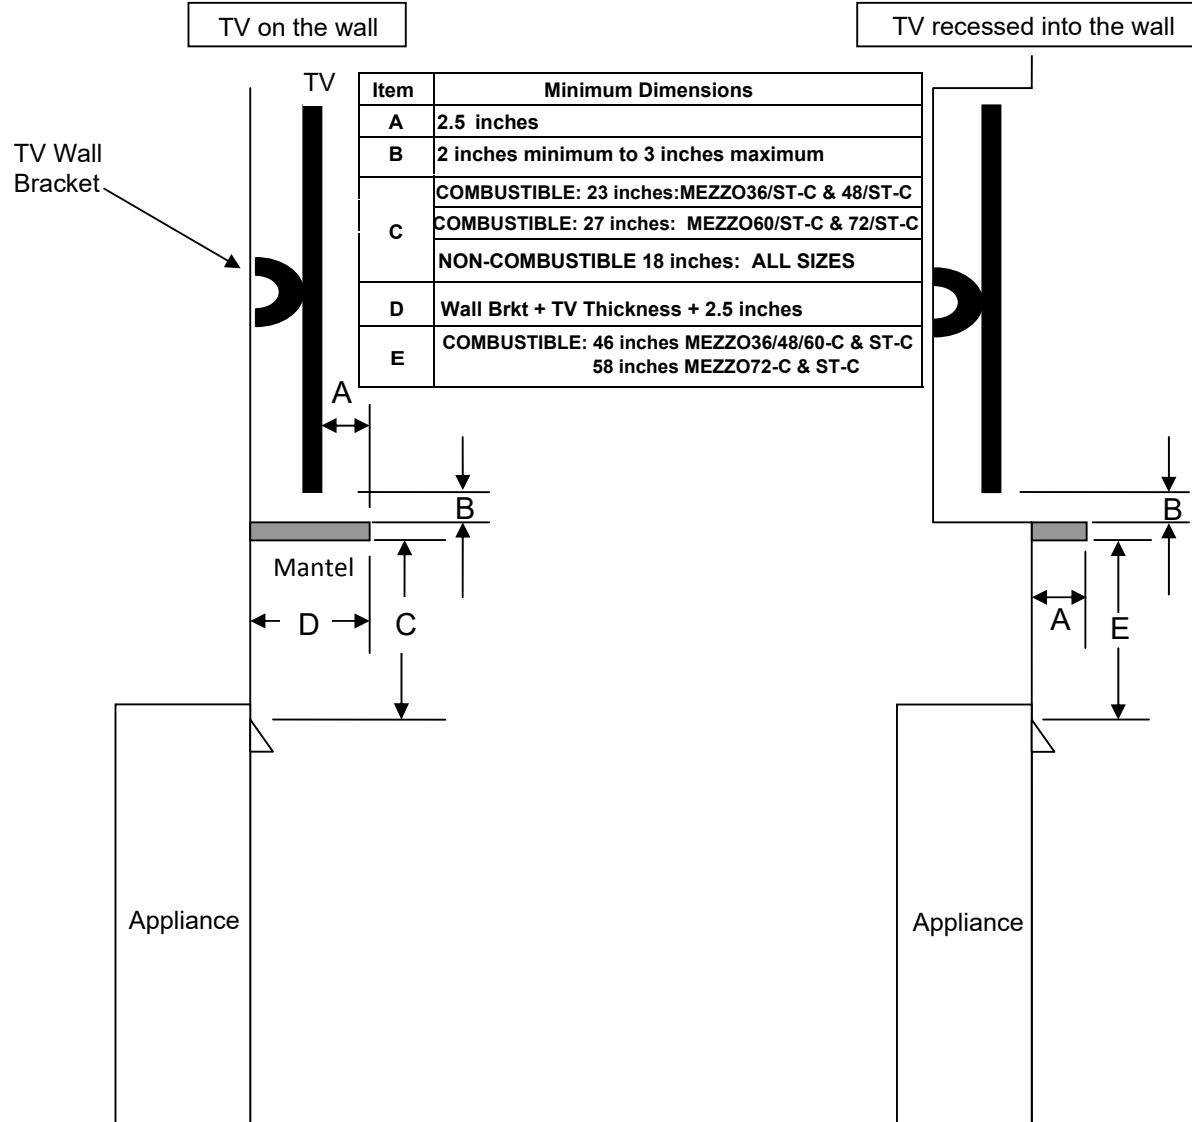 TV on the wall
TV recessed into the wall
TV
TV Wall
Bracket
Item Minimum Dimensions
A 2.5 inches
B 2 inches minimum to 3 inches maximum
C
COMBUSTIBLE: 23 inches:MEZZO36/ST-C & 48/ST-C
COMBUSTIBLE: 27 inches: MEZZO60/ST-C & 72/ST-C
NON-COMBUSTIBLE 18 inches: ALL SIZES
D Wall Brkt + TV Thickness + 2.5 inches
E
COMBUSTIBLE: 46 inches MEZZO36/48/60-C & ST-C
58 inches MEZZO72-C & ST-C
A
B
Mantel
D
C
Appliance
B
A
E
Appliance